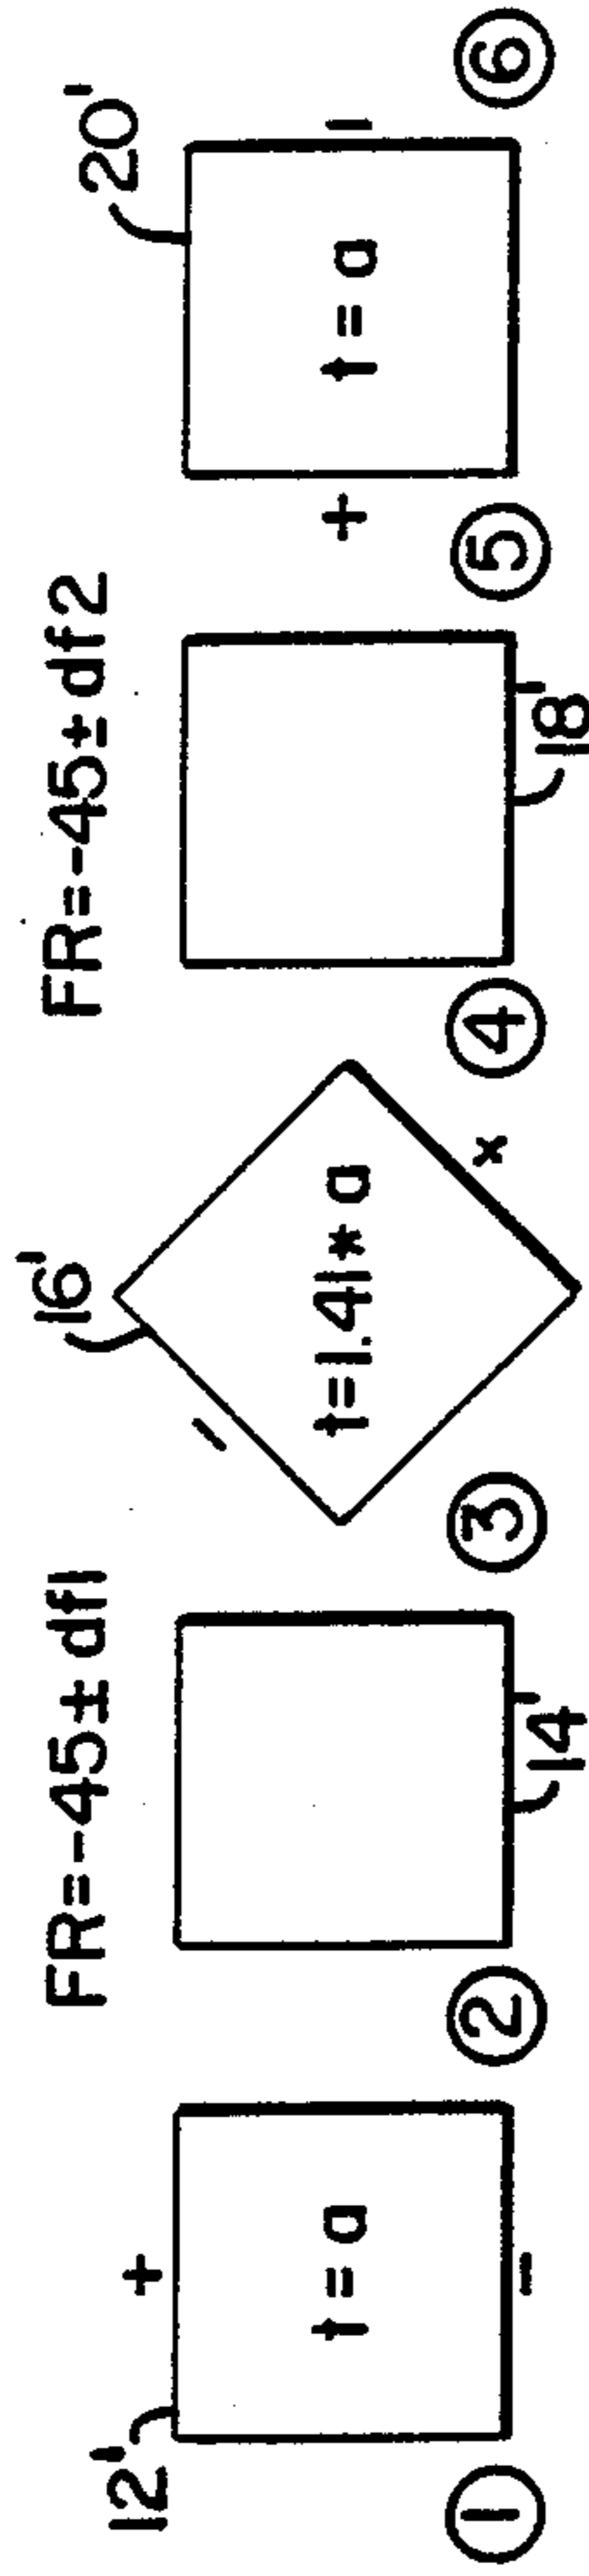 FR=-45± df1 FR=-45± df2
12' 16' 20'
+ - + -
t = a t=1.41* a t = a
- x
14' 18'
1 2 3 4 5 6